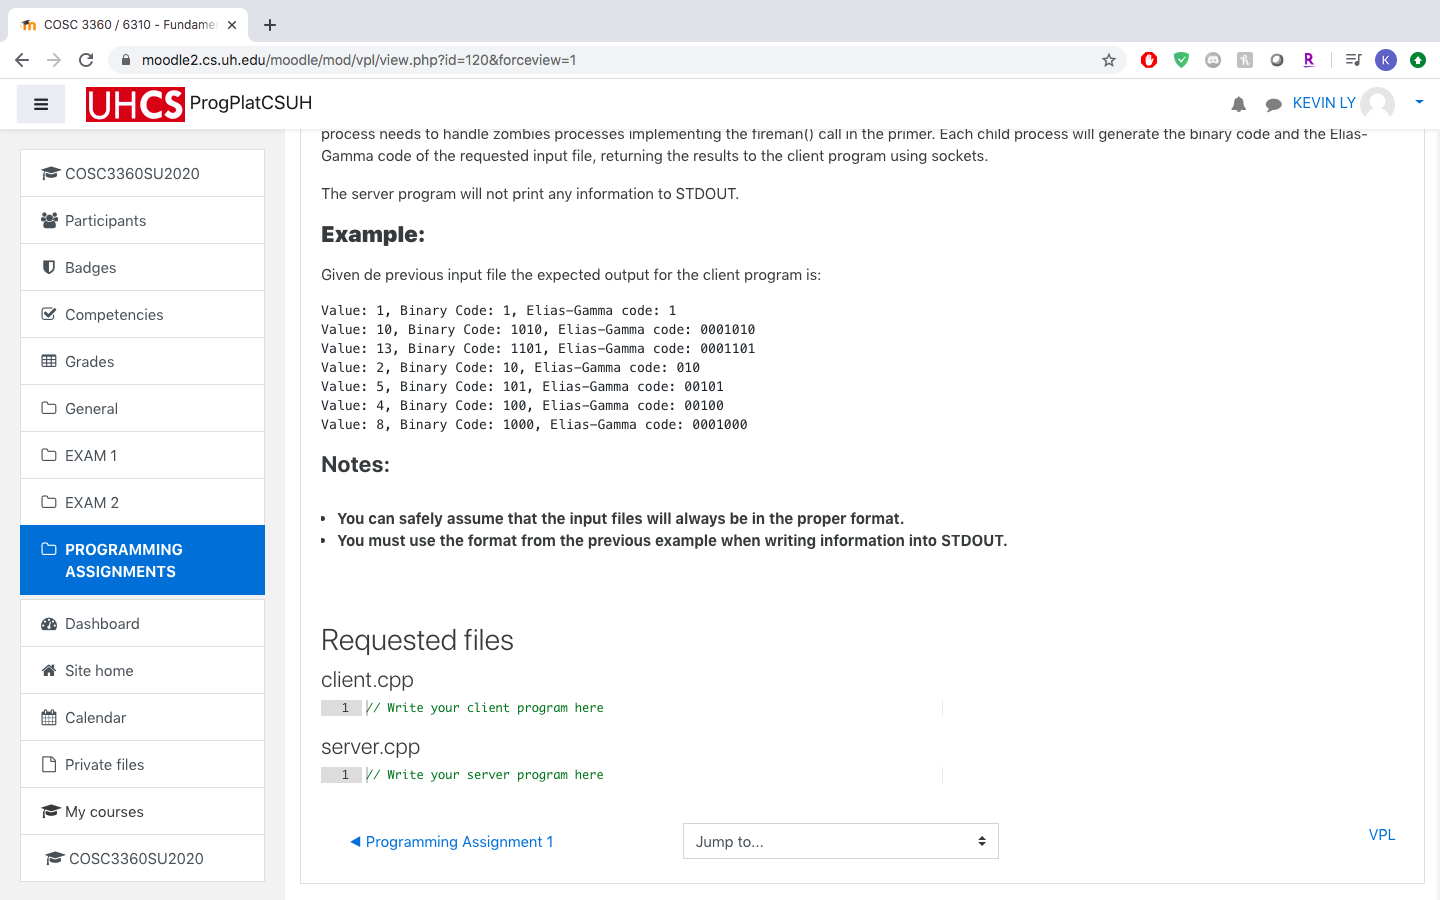 COSC 3360 / 6310 - Fundame
moodle2.cs.uh.edu/moodle/mod/vpl/view.php?id=120&forceview=1
K
UHCS ProgPlatCSUH
KEVIN LY
COSC3360SU2020
Participants
Badges
Competencies
Grades
General
EXAM 1
EXAM 2
PROGRAMMING
ASSIGNMENTS
Dashboard
Site home
Calendar
Private files
My courses
COSC3360SU2020
process needs to handle zombies processes implementing the fireman() call in the primer. Each child process will generate the binary code and the Elias-
Gamma code of the requested input file, returning the results to the client program using sockets.
The server program will not print any information to STDOUT.
Example:
Given de previous input file the expected output for the client program is:
Value: 1, Binary Code: 1, Elias-Gamma code: 1
Value: 10, Binary Code: 1010, Elias-Gamma code: 0001010
Value: 13, Binary Code: 1101, Elias-Gamma code: 0001101
Value: 2, Binary Code: 10, Elias-Gamma code: 010
Value: 5, Binary Code: 101, Elias-Gamma code: 00101
Value: 4, Binary Code: 100, Elias-Gamma code: 00100
Value: 8, Binary Code: 1000, Elias-Gamma code: 0001000
Notes:
• You can safely assume that the input files will always be in the proper format.
• You must use the format from the previous example when writing information into STDOUT.
Requested files
client.cpp
1 // Write your client program here
server.cpp
1 // Write your server program here
◀ Programming Assignment 1
Jump to...
VPL